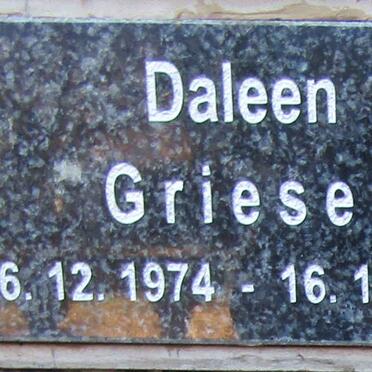 Daleen
Griese
6. 12. 1974 - 16. 1